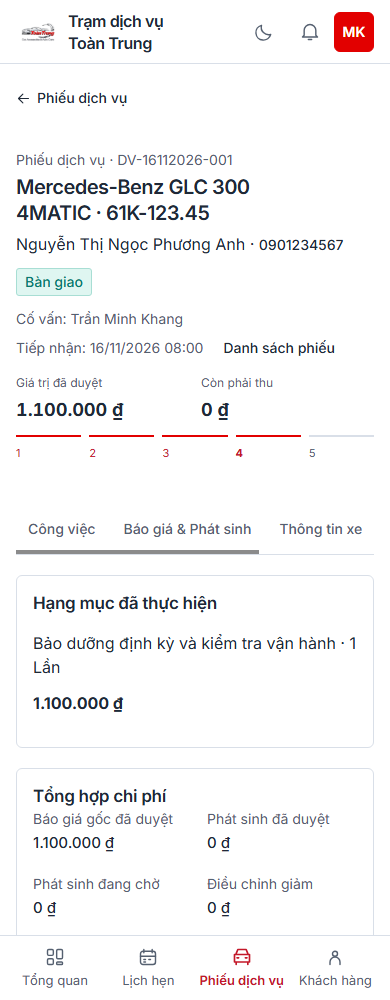 Toàn Trung
Trạm dịch vụ
Toàn Trung
MK
← Phiếu dịch vụ
Phiếu dịch vụ · DV-16112026-001
Mercedes-Benz GLC 300
4MATIC · 61K-123.45
Nguyễn Thị Ngọc Phương Anh · 0901234567
Bàn giao
Cố vấn: Trần Minh Khang
Tiếp nhận: 16/11/2026 08:00 Danh sách phiếu
Giá trị đã duyệt Còn phải thu
1.100.000 ₫ 0 ₫
1 2 3 4 5
Công việc Báo giá & Phát sinh Thông tin xe
Hạng mục đã thực hiện
Bảo dưỡng định kỳ và kiểm tra vận hành · 1
Lần
1.100.000 ₫
Tổng hợp chi phí
Báo giá gốc đã duyệt Phát sinh đã duyệt
1.100.000 ₫ 0 ₫
Phát sinh đang chờ Điều chỉnh giảm
0 ₫ 0 ₫
Tổng quan Lịch hẹn Phiếu dịch vụ Khách hàng